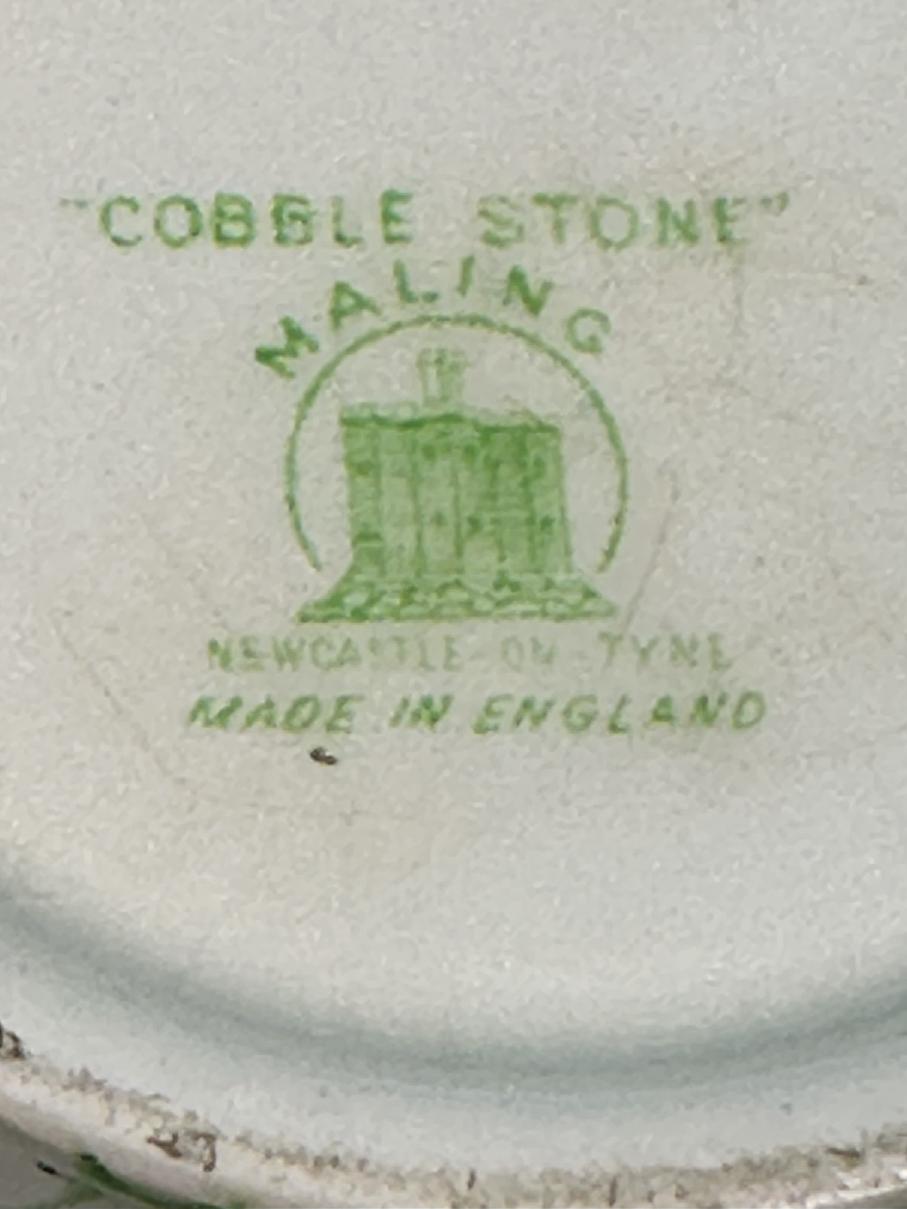 "COBBLE STONE"
MALING
NEWCASTLE-ON-TYNE
MADE IN ENGLAND